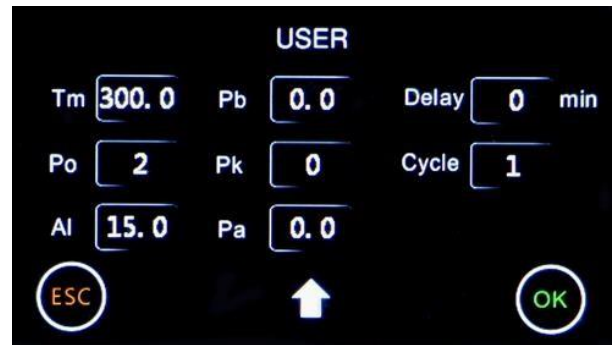 USER
Tm 300.0 Pb 0.0 Delay 0 min
Po 2 Pk 0 Cycle 1
Al 15.0 Pa 0.0
ESC OK